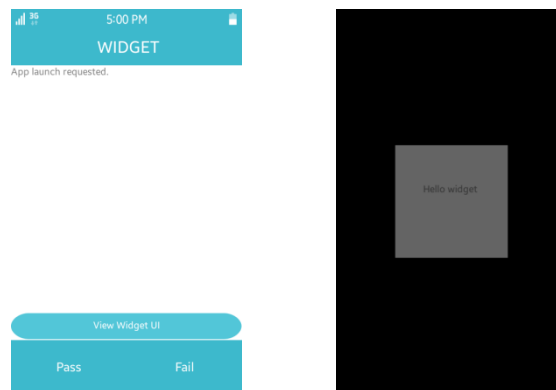 3G
5:00 PM
WIDGET
App launch requested.
View Widget UI
Pass Fail
Hello widget